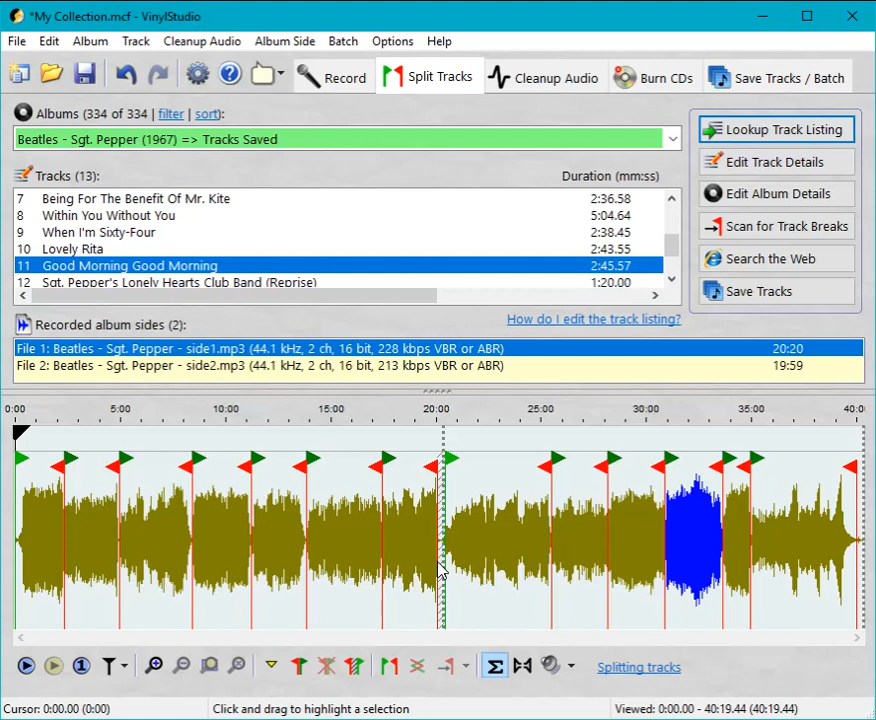 *My Collection.mcf - VinylStudio
File Edit Album Track Cleanup Audio Album Side Batch Options Help
Record Split Tracks Cleanup Audio Burn CDs Save Tracks / Batch
Albums (334 of 334 | filter | sort):
Beatles - Sgt. Pepper (1967) => Tracks Saved
Tracks (13): Duration (mm:ss)
7 Being For The Benefit Of Mr. Kite 2:36.58
8 Within You Without You 5:04.64
9 When I'm Sixty-Four 2:38.45
10 Lovely Rita 2:43.55
11 Good Morning Good Morning 2:45.57
12 Sgt. Pepper's Lonely Hearts Club Band (Reprise) 1:20.00
Lookup Track Listing
Edit Track Details
Edit Album Details
Scan for Track Breaks
Search the Web
Save Tracks
Recorded album sides (2): How do I edit the track listing?
File 1: Beatles - Sgt. Pepper - side1.mp3 (44.1 kHz, 2 ch, 16 bit, 228 kbps VBR or ABR) 20:20
File 2: Beatles - Sgt. Pepper - side2.mp3 (44.1 kHz, 2 ch, 16 bit, 213 kbps VBR or ABR) 19:59
0:00 5:00 10:00 15:00 20:00 25:00 30:00 35:00 40:0
1 Σ Splitting tracks
Cursor: 0:00.00 (0:00) Click and drag to highlight a selection Viewed: 0:00.00 - 40:19.44 (40:19.44)